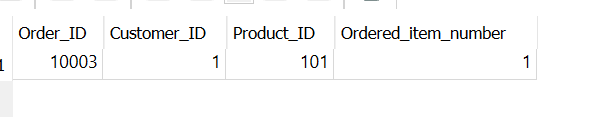 Order_ID Customer_ID Product_ID Ordered_item_number
1 10003 1 101 1